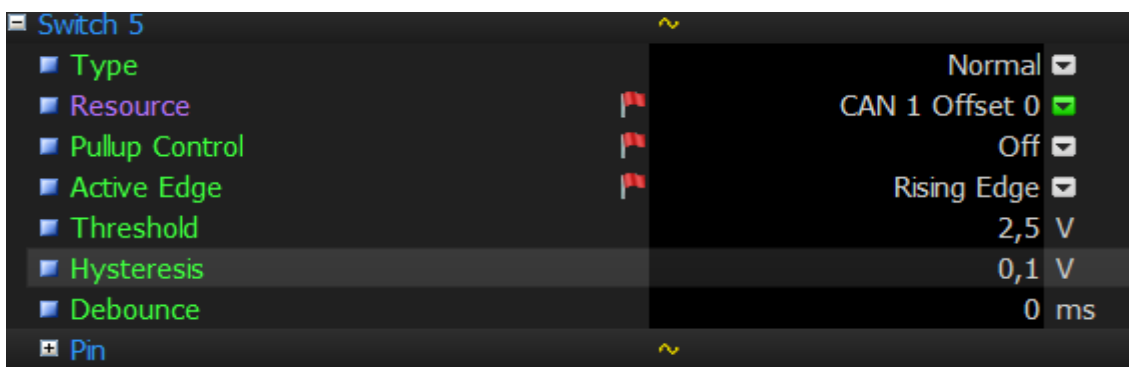 Switch 5
Type Normal
Resource CAN 1 Offset 0
Pullup Control Off
Active Edge Rising Edge
Threshold 2,5 V
Hysteresis 0,1 V
Debounce 0 ms
Pin